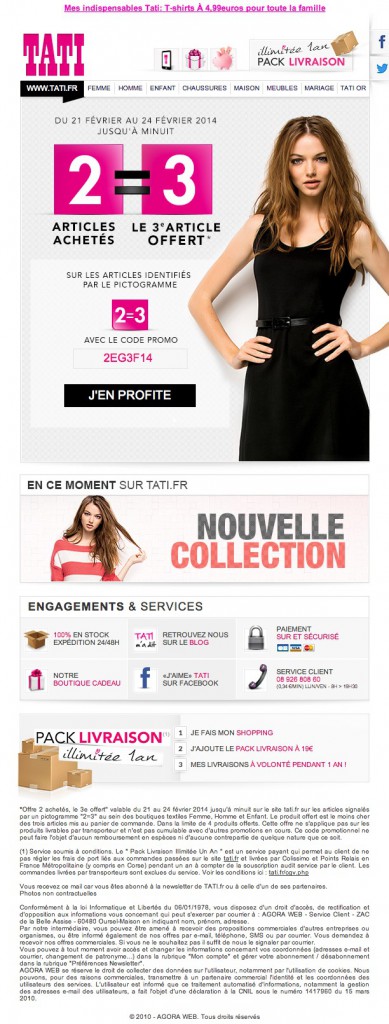 Mes indispensables Tati: T-shirts À 4,99euros pour toute la famille
TATI
illimitée 1an
PACK LIVRAISON
WWW.TATI.FR FEMME HOMME ENFANT CHAUSSURES MAISON MEUBLES MARIAGE TATI OR
DU 21 FÉVRIER AU 24 FÉVRIER 2014
JUSQU'À MINUIT
2=3
ARTICLES ACHETÉS
LE 3e ARTICLE OFFERT*
SUR LES ARTICLES IDENTIFIÉS
PAR LE PICTOGRAMME
2=3
AVEC LE CODE PROMO
2EG3F14
J'EN PROFITE
EN CE MOMENT SUR TATI.FR
NOUVELLE
COLLECTION
ENGAGEMENTS & SERVICES
100% EN STOCK
EXPÉDITION 24/48H
TATI m'a dit
RETROUVEZ NOUS
SUR LE BLOG
PAIEMENT
SUR ET SÉCURISÉ
NOTRE
BOUTIQUE CADEAU
«J'AIME» TATI
SUR FACEBOOK
SERVICE CLIENT
08 926 808 60
(0,34€/MIN) LUN/VEN - 8H > 19H30
PACK LIVRAISON(1)
illimitée 1an
1 JE FAIS MON SHOPPING
2 J'AJOUTE LE PACK LIVRAISON À 19€
3 MES LIVRAISONS À VOLONTÉ PENDANT 1 AN !
*Offre 2 achetés, le 3e offert" valable du 21 au 24 février 2014 jusqu'à minuit sur le site tati.fr sur les articles signalés
par un pictogramme "2=3" au sein des boutiques textiles Femme, Homme et Enfant. Le produit offert est le moins cher
des trois articles mis au panier de commande. Dans la limite de 4 produits offerts. Cette offre ne s'applique pas sur les
produits livrables par transporteur et n'est pas cumulable avec d'autres promotions en cours. Ce code promotionnel ne
peut faire l'objet d'aucun remboursement en espèces ni d'aucune contrepartie de quelque nature que ce soit.
(1) Service soumis à conditions. Le " Pack Livraison Illimitée Un An " est un service payant qui permet au client de ne
pas régler les frais de port liés aux commandes passées sur le site tati.fr et livrées par Colissimo et Points Relais en
France Métropolitaine (y compris en Corse) pendant un an à compter de la souscription audit service par le client. Les
commandes livrées par transporteurs sont exclues du service. Voir les conditions ici : tati.fr/cgv.php
Vous recevez ce mail car vous êtes abonné à la newsletter de TATI.fr ou à celle d'un de ses partenaires.
Photos non contractuelles
Conformément à la loi Informatique et Libertés du 06/01/1978, vous disposez d'un droit d'accès, de rectification et
d'opposition aux informations vous concernant qui peut s'exercer par courrier à : AGORA WEB - Service Client - ZAC
de la Belle Assise - 60480 Oursel-Maison en indiquant vos nom, prénom, adresse.
Par notre intermédiaire, vous pouvez être amené à recevoir des propositions commerciales d'autres entreprises ou
organismes, ou être informé également de nos offres par e-mail, téléphone, SMS ou par courrier. Vous demandez à
recevoir nos offres commerciales. Si vous ne le souhaitez pas il suffit de nous le signaler par courrier.
Vous pouvez à tout moment avoir accès et changer les informations concernant vos coordonnées (adresses e-mail et
courrier, changement de patronyme...) dans la rubrique "Mon compte" et gérer votre abonnement / désabonnement
dans la rubrique "Préférences Newsletter".
AGORA WEB se réserve le droit de collecter des données sur l'utilisateur, notamment par l'utilisation de cookies. Nous
pouvons, pour des raisons commerciales, transmettre à un partenaire commercial l'identité et les coordonnées des
utilisateurs des services. L'utilisateur est informé que ce traitement automatisé d'informations, notamment la gestion
des adresses e-mail des utilisateurs, a fait l'objet d'une déclaration à la CNIL sous le numero 1417980 du 15 mars
2010.
© 2010 - AGORA WEB. Tous droits réservés